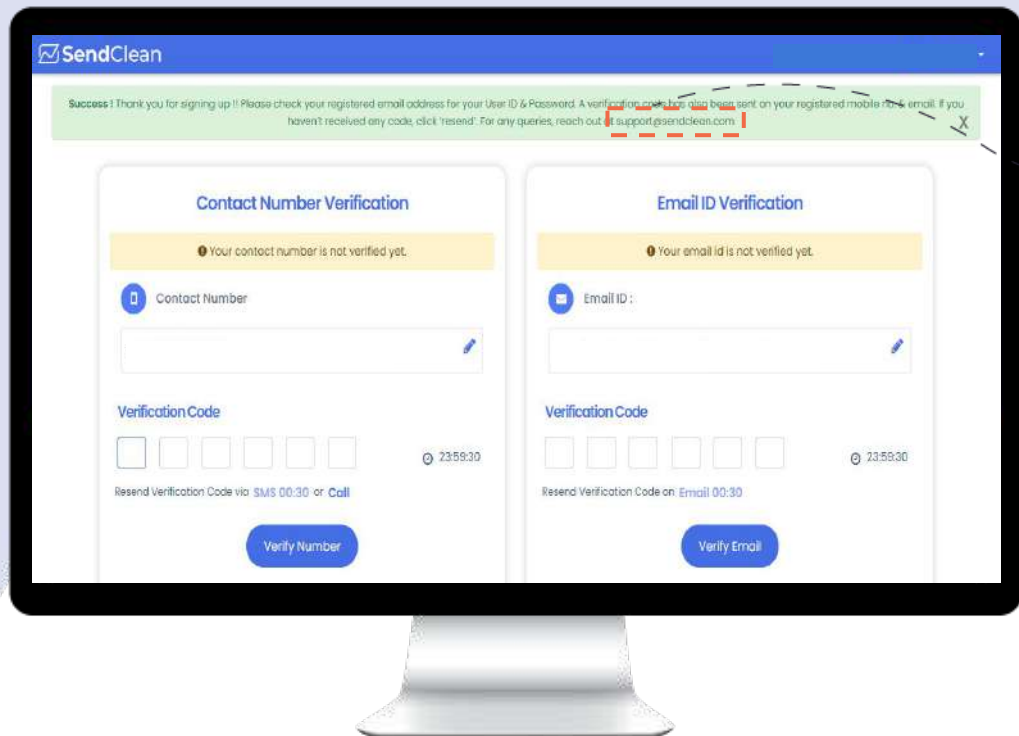 SendClean
Success ! Thank you for signing up !! Please check your registered email address for your User ID & Password. A verification code has also been sent on your registered mobile no & email. If you
haven't received any code, click 'resend'. For any queries, reach out at support@sendclean.com
X
Contact Number Verification
Your contact number is not verified yet.
Contact Number
Verification Code
23:59:30
Resend Verification Code via SMS 00:30 or Call
Verify Number
Email ID Verification
Your email id is not verified yet.
Email ID :
Verification Code
23:59:30
Resend Verification Code on Email 00:30
Verify Email